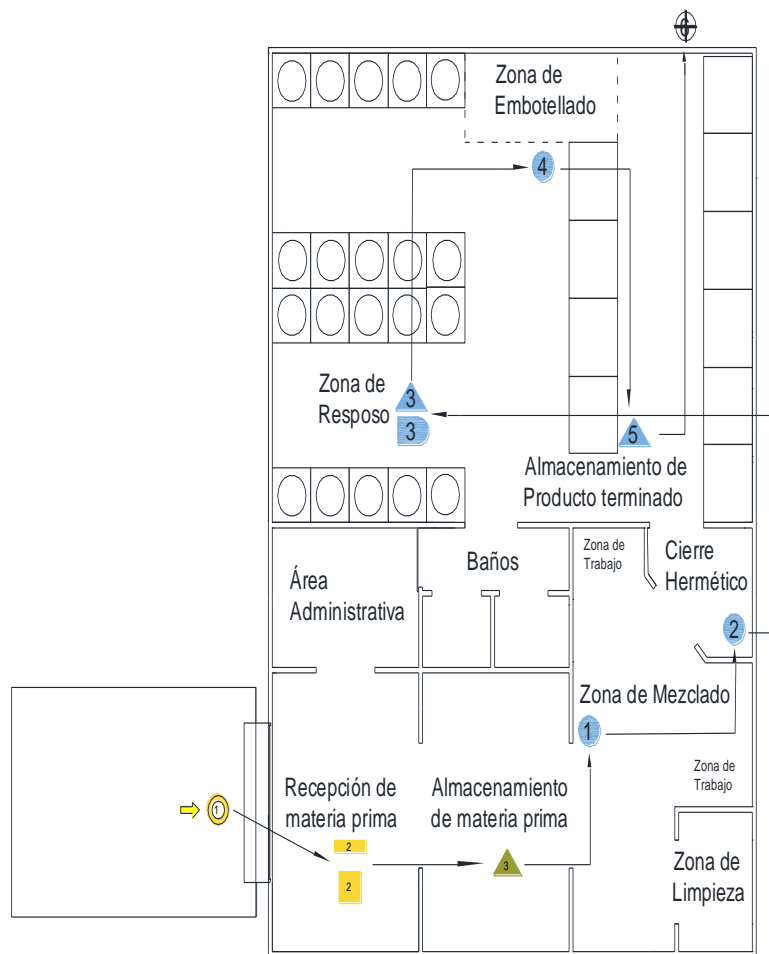 6
Zona de
Embotellado
4
Zona de
Resposo
3
3
5
Almacenamiento de
Producto terminado
Zona de
Trabajo
Cierre
Hermético
Baños
Área
Administrativa
2
Zona de Mezclado
1
Zona de
Trabajo
Recepción de
materia prima
Almacenamiento
de materia prima
1
2
2
3
Zona de
Limpieza